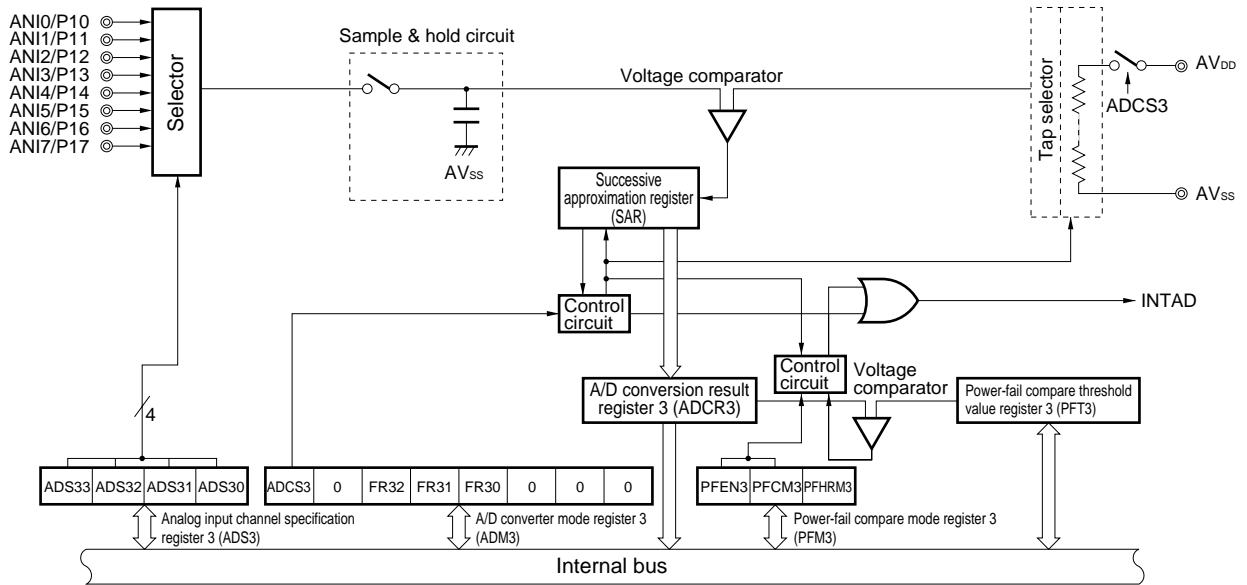 ANI0/P10
ANI1/P11
ANI2/P12
ANI3/P13
ANI4/P14
ANI5/P15
ANI6/P16
ANI7/P17
Selector
Sample & hold circuit
AVSS
Voltage comparator
Tap selector
ADCS3
AVDD
AVSS
Successive
approximation register
(SAR)
Control
circuit
INTAD
Control
circuit
Voltage
comparator
A/D conversion result
register 3 (ADCR3)
Power-fail compare threshold
value register 3 (PFT3)
4
ADS33 ADS32 ADS31 ADS30
ADCS3 0 FR32 FR31 FR30 0 0 0
PFEN3 PFCM3 PFHRM3
Analog input channel specification
register 3 (ADS3)
A/D converter mode register 3
(ADM3)
Power-fail compare mode register 3
(PFM3)
Internal bus